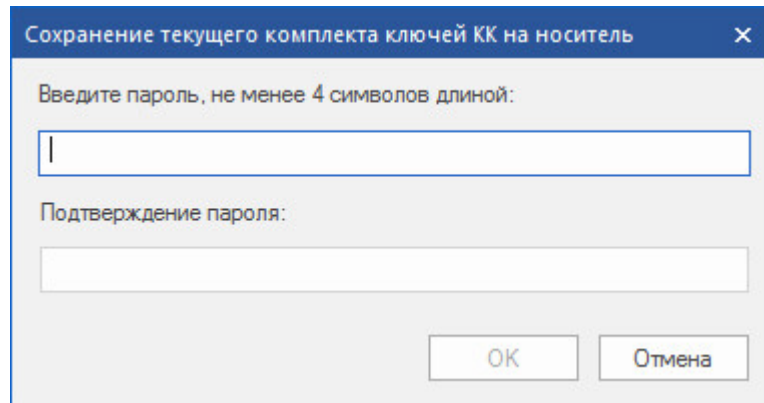 Сохранение текущего комплекта ключей КК на носитель
Введите пароль, не менее 4 символов длиной:
Подтверждение пароля:
OK
Отмена